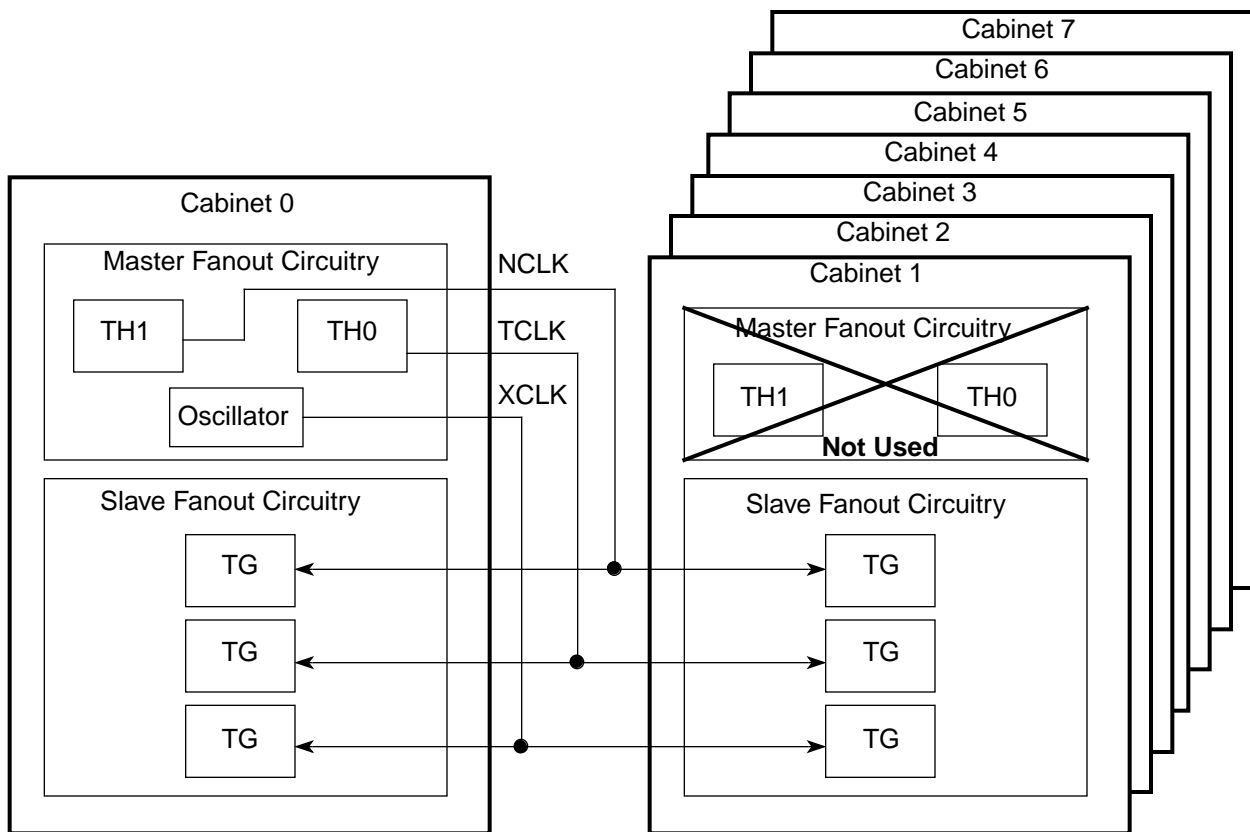 Cabinet 7
Cabinet 6
Cabinet 5
Cabinet 4
Cabinet 3
Cabinet 2
Cabinet 1
Cabinet 0
Master Fanout Circuitry
TH1
TH0
Oscillator
NCLK
TCLK
XCLK
Slave Fanout Circuitry
TG
TG
TG
Master Fanout Circuitry
TH1
TH0
Not Used
Slave Fanout Circuitry
TG
TG
TG